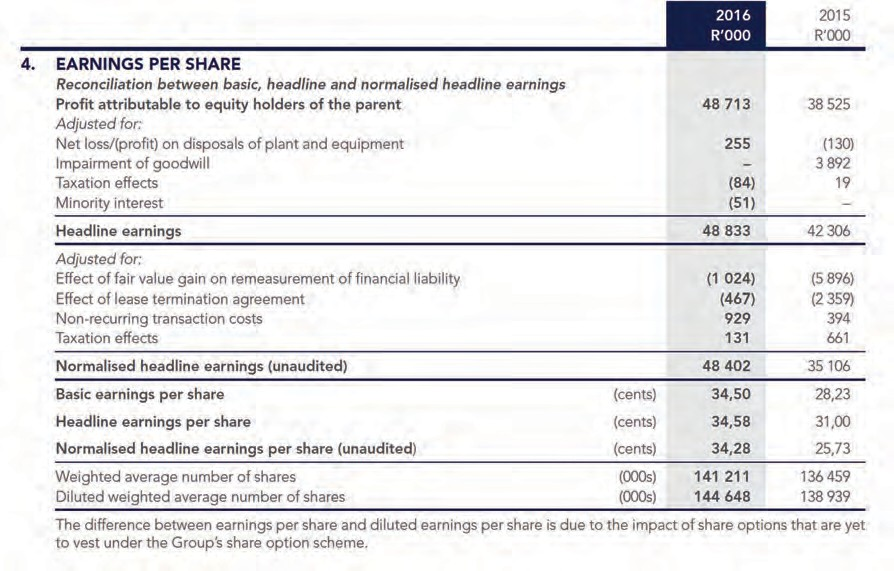 2016 2015
R'000 R'000
4. EARNINGS PER SHARE
Reconciliation between basic, headline and normalised headline earnings
Profit attributable to equity holders of the parent 48 713 38 525
Adjusted for:
Net loss/(profit) on disposals of plant and equipment 255 (130)
Impairment of goodwill – 3 892
Taxation effects (84) 19
Minority interest (51) –
Headline earnings 48 833 42 306
Adjusted for:
Effect of fair value gain on remeasurement of financial liability (1 024) (5 896)
Effect of lease termination agreement (467) (2 359)
Non-recurring transaction costs 929 394
Taxation effects 131 661
Normalised headline earnings (unaudited) 48 402 35 106
Basic earnings per share (cents) 34,50 28,23
Headline earnings per share (cents) 34,58 31,00
Normalised headline earnings per share (unaudited) (cents) 34,28 25,73
Weighted average number of shares (000s) 141 211 136 459
Diluted weighted average number of shares (000s) 144 648 138 939
The difference between earnings per share and diluted earnings per share is due to the impact of share options that are yet
to vest under the Group's share option scheme.